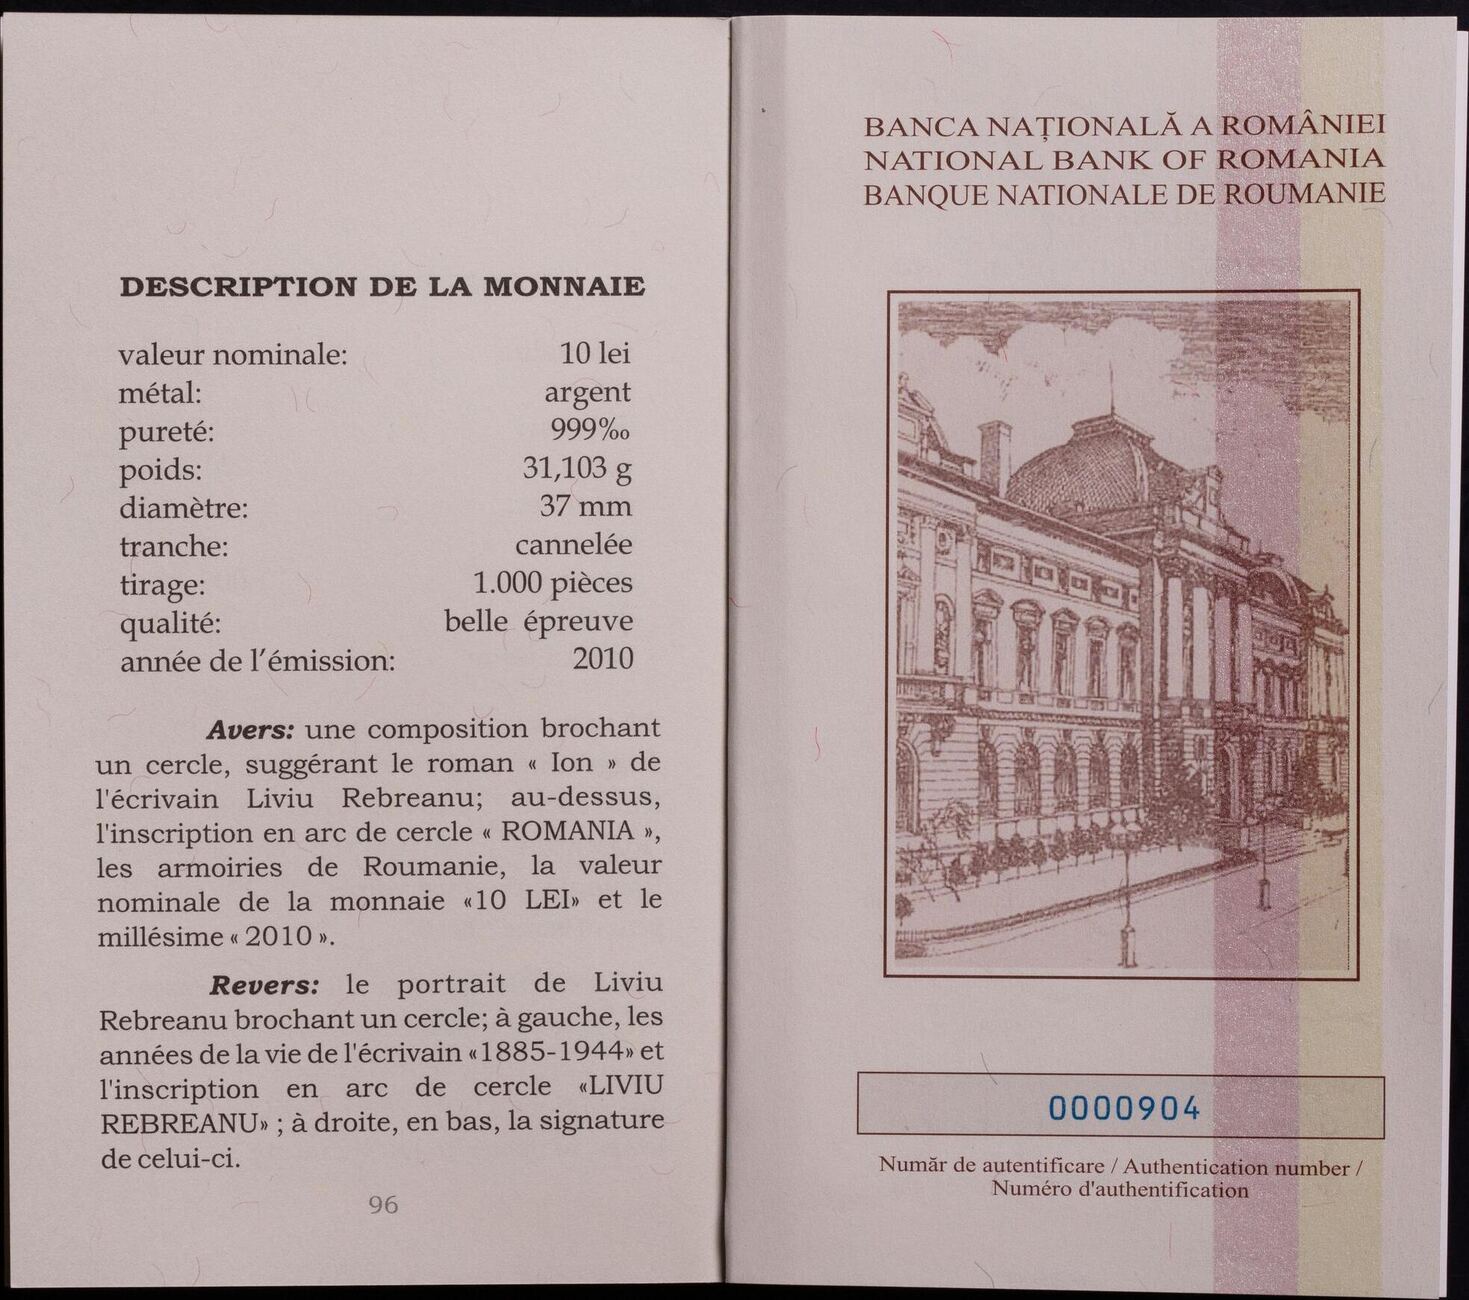 DESCRIPTION DE LA MONNAIE
valeur nominale: 10 lei
métal: argent
pureté: 999‰
poids: 31,103 g
diamètre: 37 mm
tranche: cannelée
tirage: 1.000 pièces
qualité: belle épreuve
année de l'émission: 2010
Avers: une composition brochant
un cercle, suggérant le roman « Ion » de
l'écrivain Liviu Rebreanu; au-dessus,
l'inscription en arc de cercle « ROMANIA »,
les armoiries de Roumanie, la valeur
nominale de la monnaie «10 LEI» et le
millésime « 2010 ».
Revers: le portrait de Liviu
Rebreanu brochant un cercle; à gauche, les
années de la vie de l'écrivain «1885-1944» et
l'inscription en arc de cercle «LIVIU
REBREANU» ; à droite, en bas, la signature
de celui-ci.
96
BANCA NAȚIONALĂ A ROMÂNIEI
NATIONAL BANK OF ROMANIA
BANQUE NATIONALE DE ROUMANIE
0000904
Număr de autentificare / Authentication number /
Numéro d'authentification